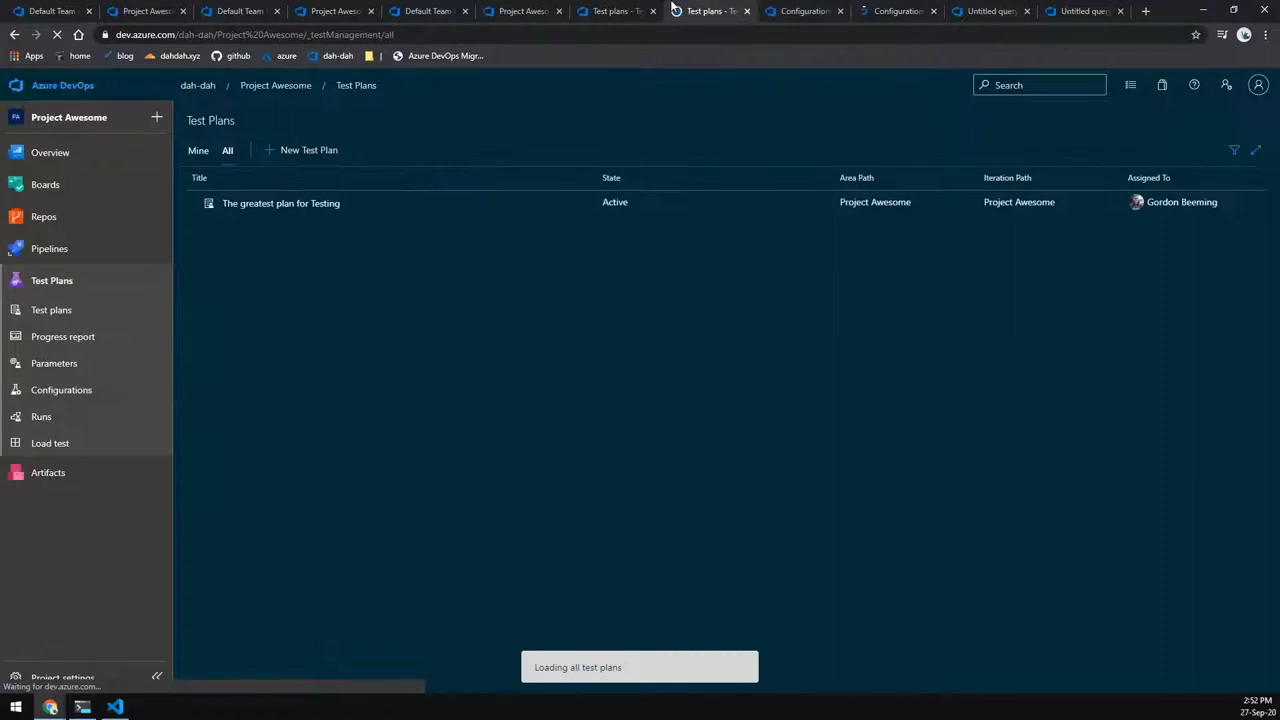 Default Team
Project Awesome
Default Team
Project Aweso
Default Team
Project Aweso
Test plans - Te
Test plans - Te
Configuration
Configuration
Untitled query
Untitled query
dev.azure.com/dah-dah/Project%20Awesome/_testManagement/all
Apps
home
blog
dahdah.xyz
github
azure
dah-dah
Azure DevOps Migr...
Azure DevOps
dah-dah / Project Awesome / Test Plans
Search
PA Project Awesome
Test Plans
Overview
Mine All New Test Plan
Title State Area Path Iteration Path Assigned To
The greatest plan for Testing Active Project Awesome Project Awesome Gordon Beeming
Boards
Repos
Pipelines
Test Plans
Test plans
Progress report
Parameters
Configurations
Runs
Load test
Artifacts
Loading all test plans
Project settings
Waiting for dev.azure.com...
2:52 PM
27-Sep-20